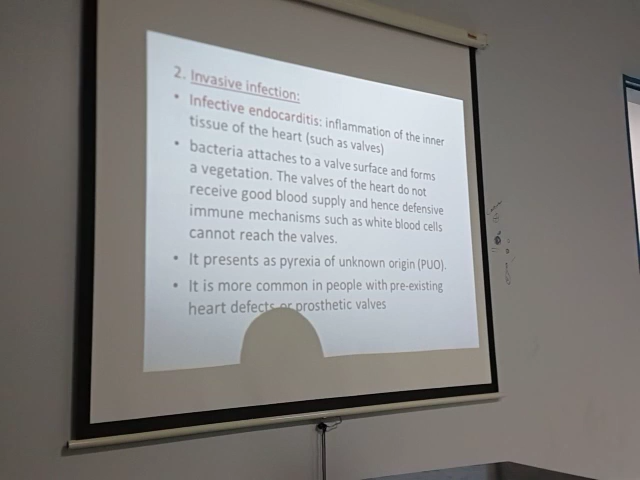 2. Invasive infection:
• Infective endocarditis: inflammation of the inner
tissue of the heart (such as valves)
• bacteria attaches to a valve surface and forms
a vegetation. The valves of the heart do not
receive good blood supply and hence defensive
immune mechanisms such as white blood cells
cannot reach the valves.
• It presents as pyrexia of unknown origin (PUO).
• It is more common in people with pre-existing
heart defects or prosthetic valves